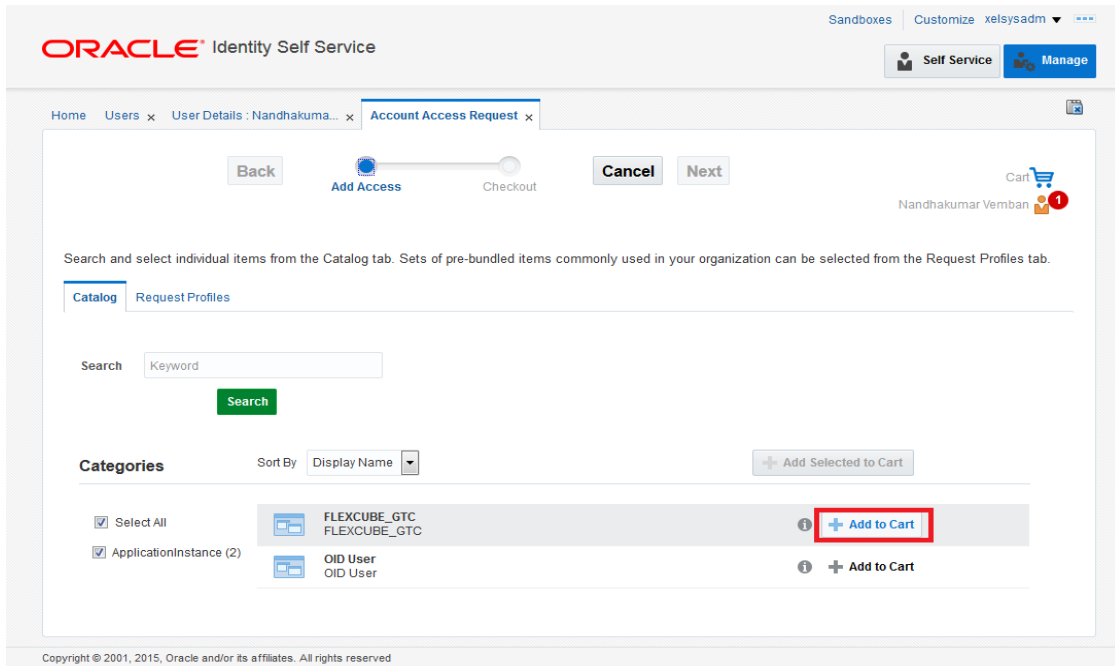 Sandboxes Customize xelsysadm
ORACLE® Identity Self Service
Self Service Manage
Home Users x User Details : Nandhakuma... x Account Access Request x
Back Cancel Next
Add Access Checkout
Cart
Nandhakumar Vemban 1
Search and select individual items from the Catalog tab. Sets of pre-bundled items commonly used in your organization can be selected from the Request Profiles tab.
Catalog Request Profiles
Search Keyword
Search
Categories Sort By Display Name Add Selected to Cart
Select All
FLEXCUBE_GTC
FLEXCUBE_GTC
Add to Cart
ApplicationInstance (2)
OID User
OID User
Add to Cart
Copyright © 2001, 2015, Oracle and/or its affiliates. All rights reserved